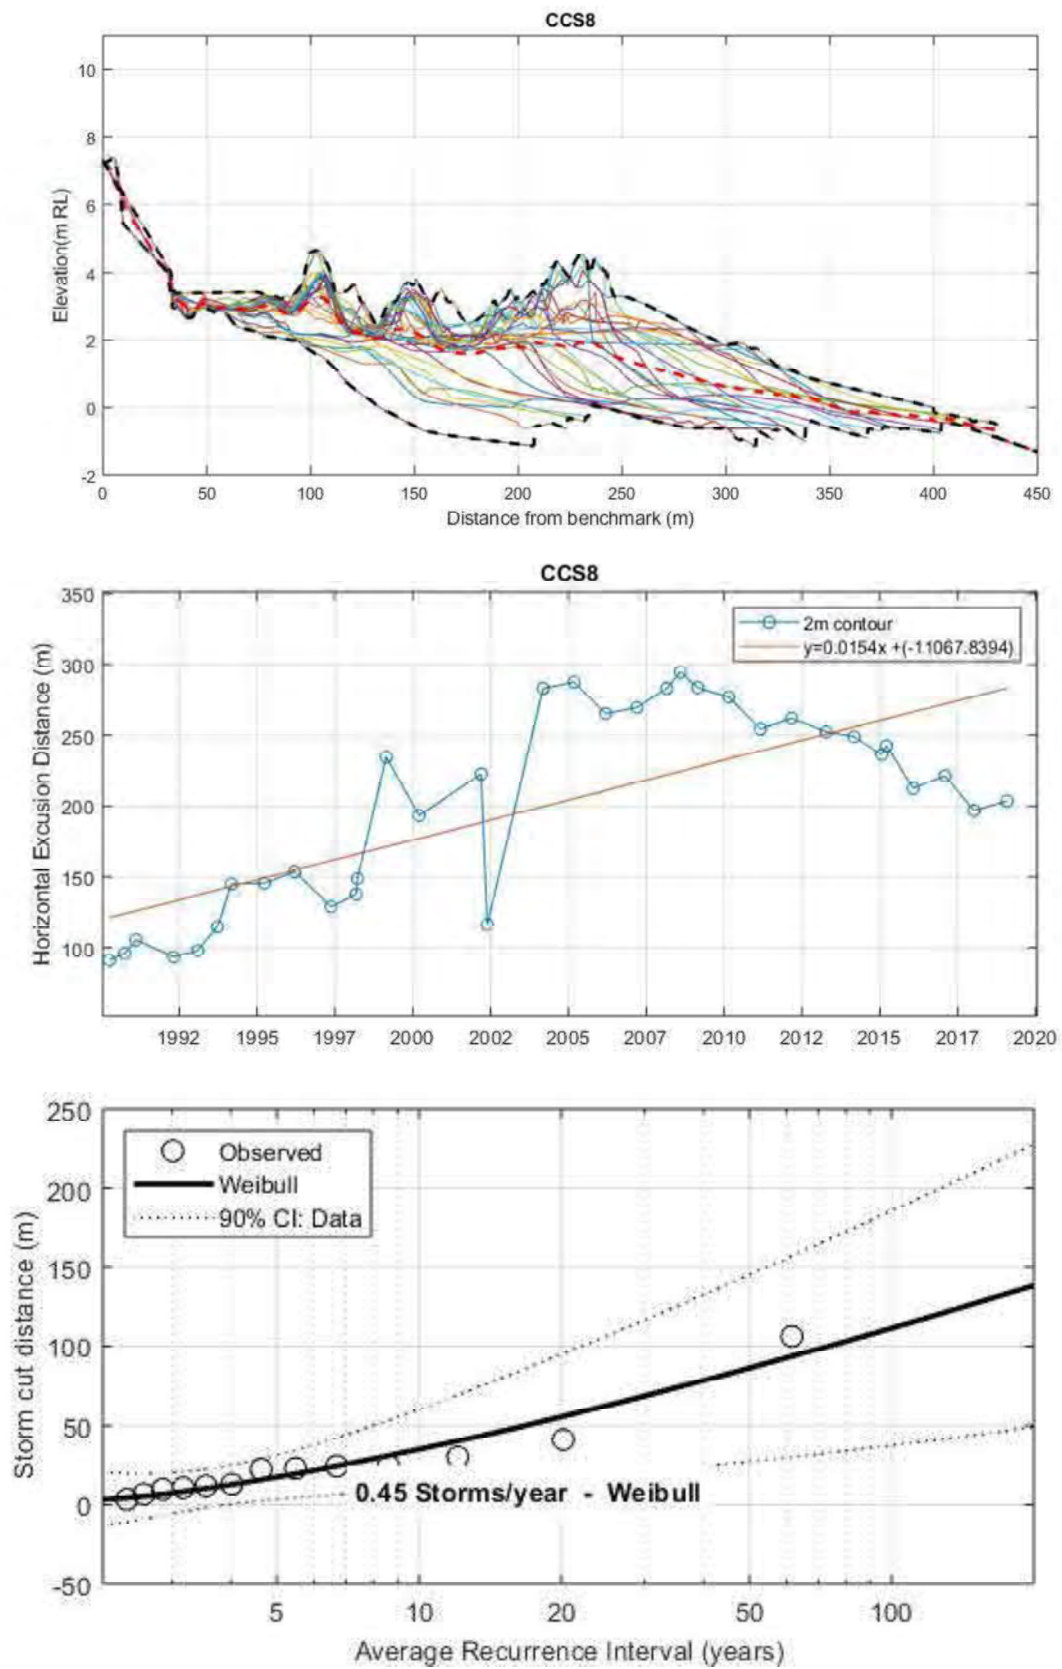 CCS8
10
8
6
4
2
0
-2
Elevation(m RL)
0 50 100 150 200 250 300 350 400 450
Distance from benchmark (m)
CCS8
350
300
250
200
150
100
Horizontal Excusion Distance (m)
2m contour
y=0.0154x +(-11067.8394)
1992 1995 1997 2000 2002 2005 2007 2010 2012 2015 2017 2020
250
200
150
100
50
0
-50
Storm cut distance (m)
Observed
Weibull
90% CI: Data
0.45 Storms/year - Weibull
5 10 20 50 100
Average Recurrence Interval (years)